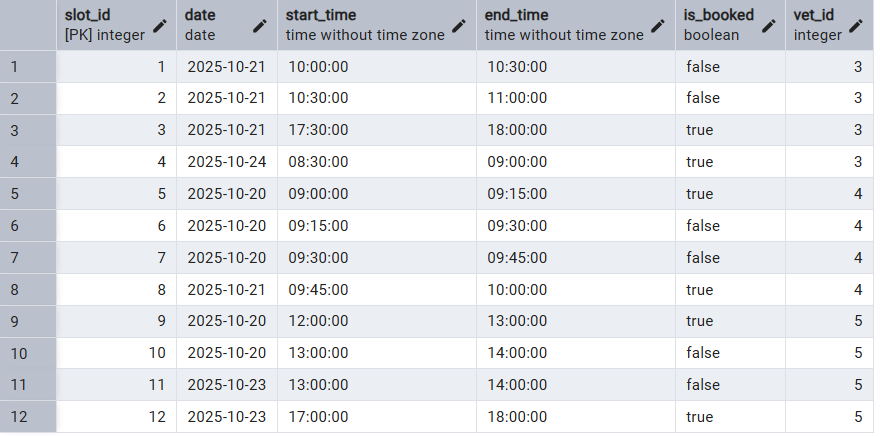 slot_id date start_time end_time is_booked vet_id
[PK] integer date time without time zone time without time zone boolean integer
1 1 2025-10-21 10:00:00 10:30:00 false 3
2 2 2025-10-21 10:30:00 11:00:00 false 3
3 3 2025-10-21 17:30:00 18:00:00 true 3
4 4 2025-10-24 08:30:00 09:00:00 true 3
5 5 2025-10-20 09:00:00 09:15:00 true 4
6 6 2025-10-20 09:15:00 09:30:00 false 4
7 7 2025-10-20 09:30:00 09:45:00 false 4
8 8 2025-10-21 09:45:00 10:00:00 true 4
9 9 2025-10-20 12:00:00 13:00:00 true 5
10 10 2025-10-20 13:00:00 14:00:00 false 5
11 11 2025-10-23 13:00:00 14:00:00 false 5
12 12 2025-10-23 17:00:00 18:00:00 true 5